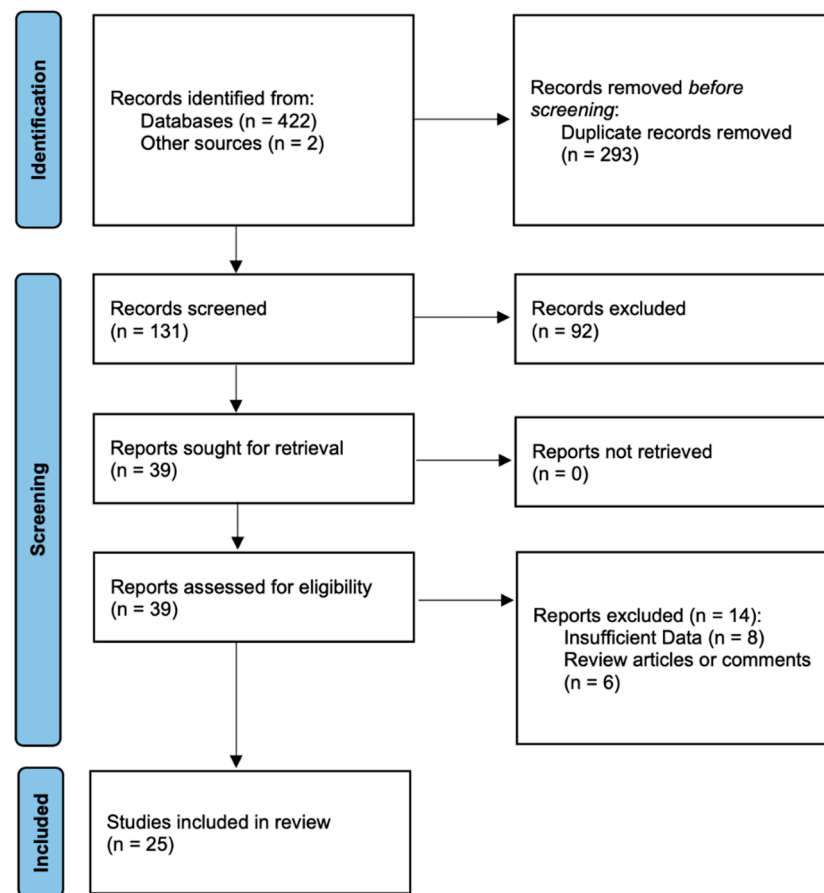 Identification
Records identified from:
Databases (n = 422)
Other sources (n = 2)
Records removed before
screening:
Duplicate records removed
(n = 293)
Screening
Records screened
(n = 131)
Records excluded
(n = 92)
Reports sought for retrieval
(n = 39)
Reports not retrieved
(n = 0)
Reports assessed for eligibility
(n = 39)
Reports excluded (n = 14):
Insufficient Data (n = 8)
Review articles or comments
(n = 6)
Included
Studies included in review
(n = 25)